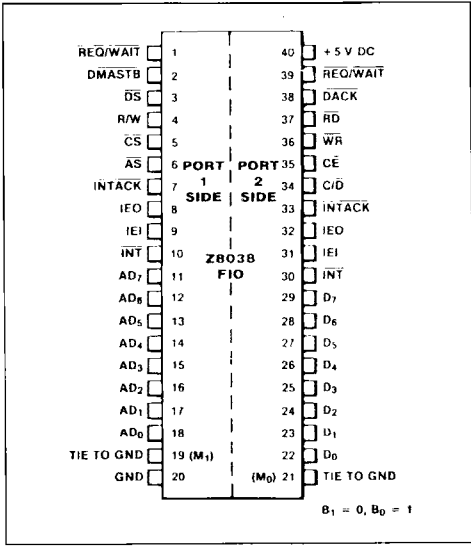 REQ/WAIT 1 40 +5 V DC
DMASTB 2 39 REQ/WAIT
DS 3 38 DACK
R/W 4 37 RD
CS 5 36 WR
AS 6 PORT PORT 35 CE
INTACK 7 1 2 34 C/D
SIDE SIDE 33 INTACK
IEO 8 32 IEO
IEI 9 31 IEI
INT 10 Z8038 30 INT
AD₇ 11 FIO 29 D₇
AD₆ 12 28 D₆
AD₅ 13 27 D₅
AD₄ 14 26 D₄
AD₃ 15 25 D₃
AD₂ 16 24 D₂
AD₁ 17 23 D₁
AD₀ 18 22 D₀
TIE TO GND 19 (M₁)
GND 20 (M₀) 21 TIE TO GND
B₁ = 0, B₀ = 1